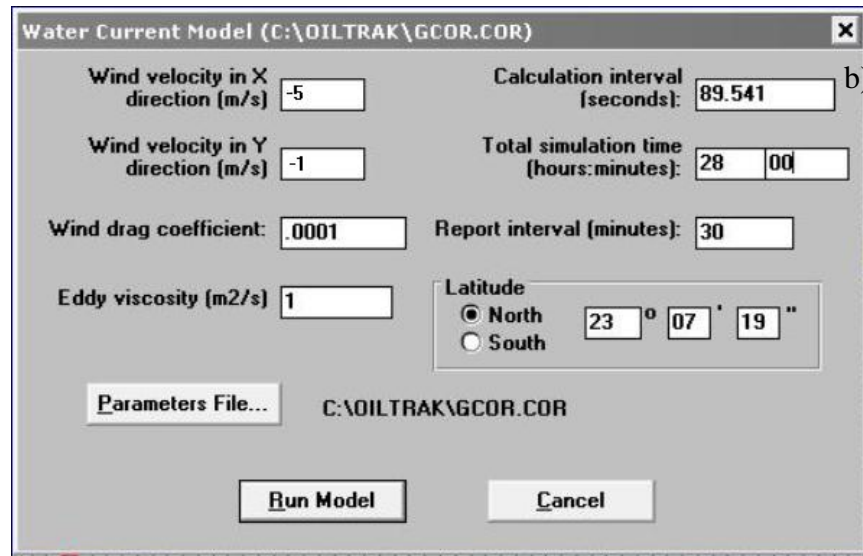 Water Current Model (C:\OILTRAK\GCOR.COR)
Wind velocity in X
direction (m/s) -5
Calculation interval
(seconds): 89.541
b)
Wind velocity in Y
direction (m/s) -1
Total simulation time
(hours:minutes): 28 00
Wind drag coefficient: .0001
Report interval (minutes): 30
Eddy viscosity (m2/s) 1
Latitude
North
South
23 º 07 ' 19 "
Parameters File...
C:\OILTRAK\GCOR.COR
Run Model
Cancel